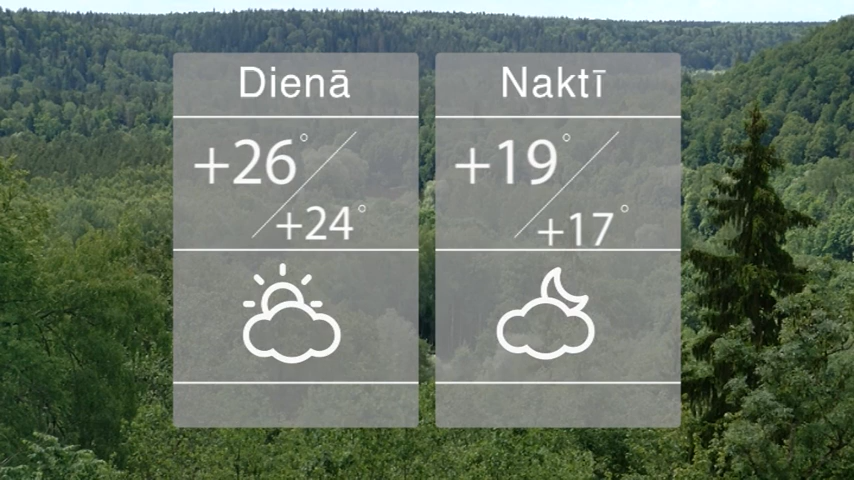 Dienā
+26°
+24°
Naktī
+19°
+17°